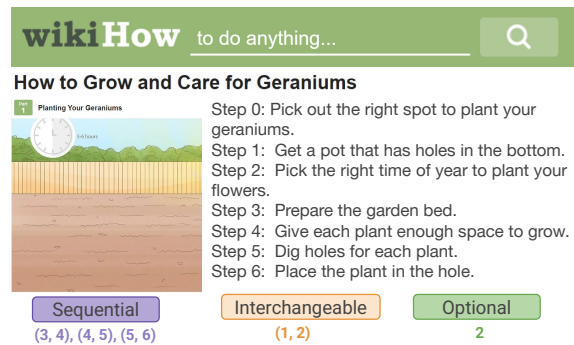 wikiHow to do anything...
How to Grow and Care for Geraniums
Part 1 Planting Your Geraniums
5-6 hours
Step 0: Pick out the right spot to plant your
geraniums.
Step 1: Get a pot that has holes in the bottom.
Step 2: Pick the right time of year to plant your
flowers.
Step 3: Prepare the garden bed.
Step 4: Give each plant enough space to grow.
Step 5: Dig holes for each plant.
Step 6: Place the plant in the hole.
Sequential Interchangeable Optional
(3, 4), (4, 5), (5, 6) (1, 2) 2